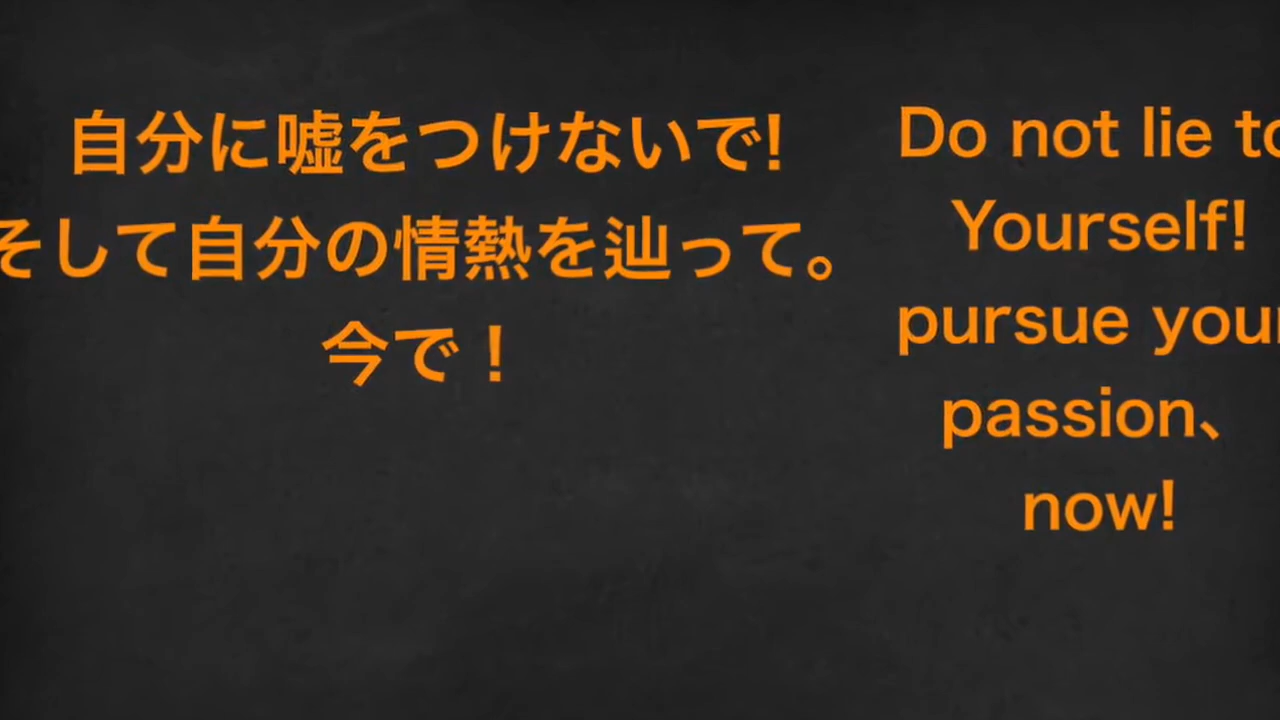 自分に嘘をつけないで!
そして自分の情熱を辿って。
今で！
Do not lie to
Yourself!
pursue your
passion、
now!